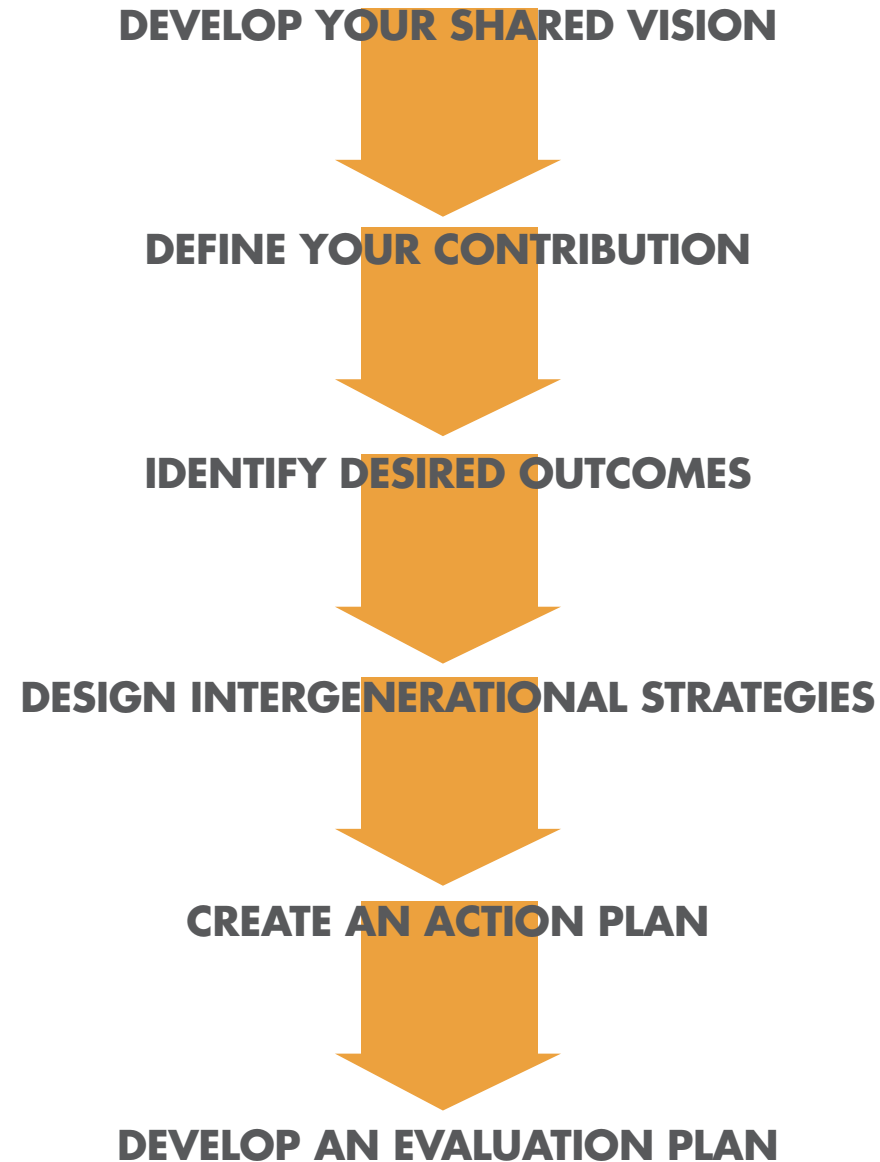 DEVELOP YOUR SHARED VISION
DEFINE YOUR CONTRIBUTION
IDENTIFY DESIRED OUTCOMES
DESIGN INTERGENERATIONAL STRATEGIES
CREATE AN ACTION PLAN
DEVELOP AN EVALUATION PLAN